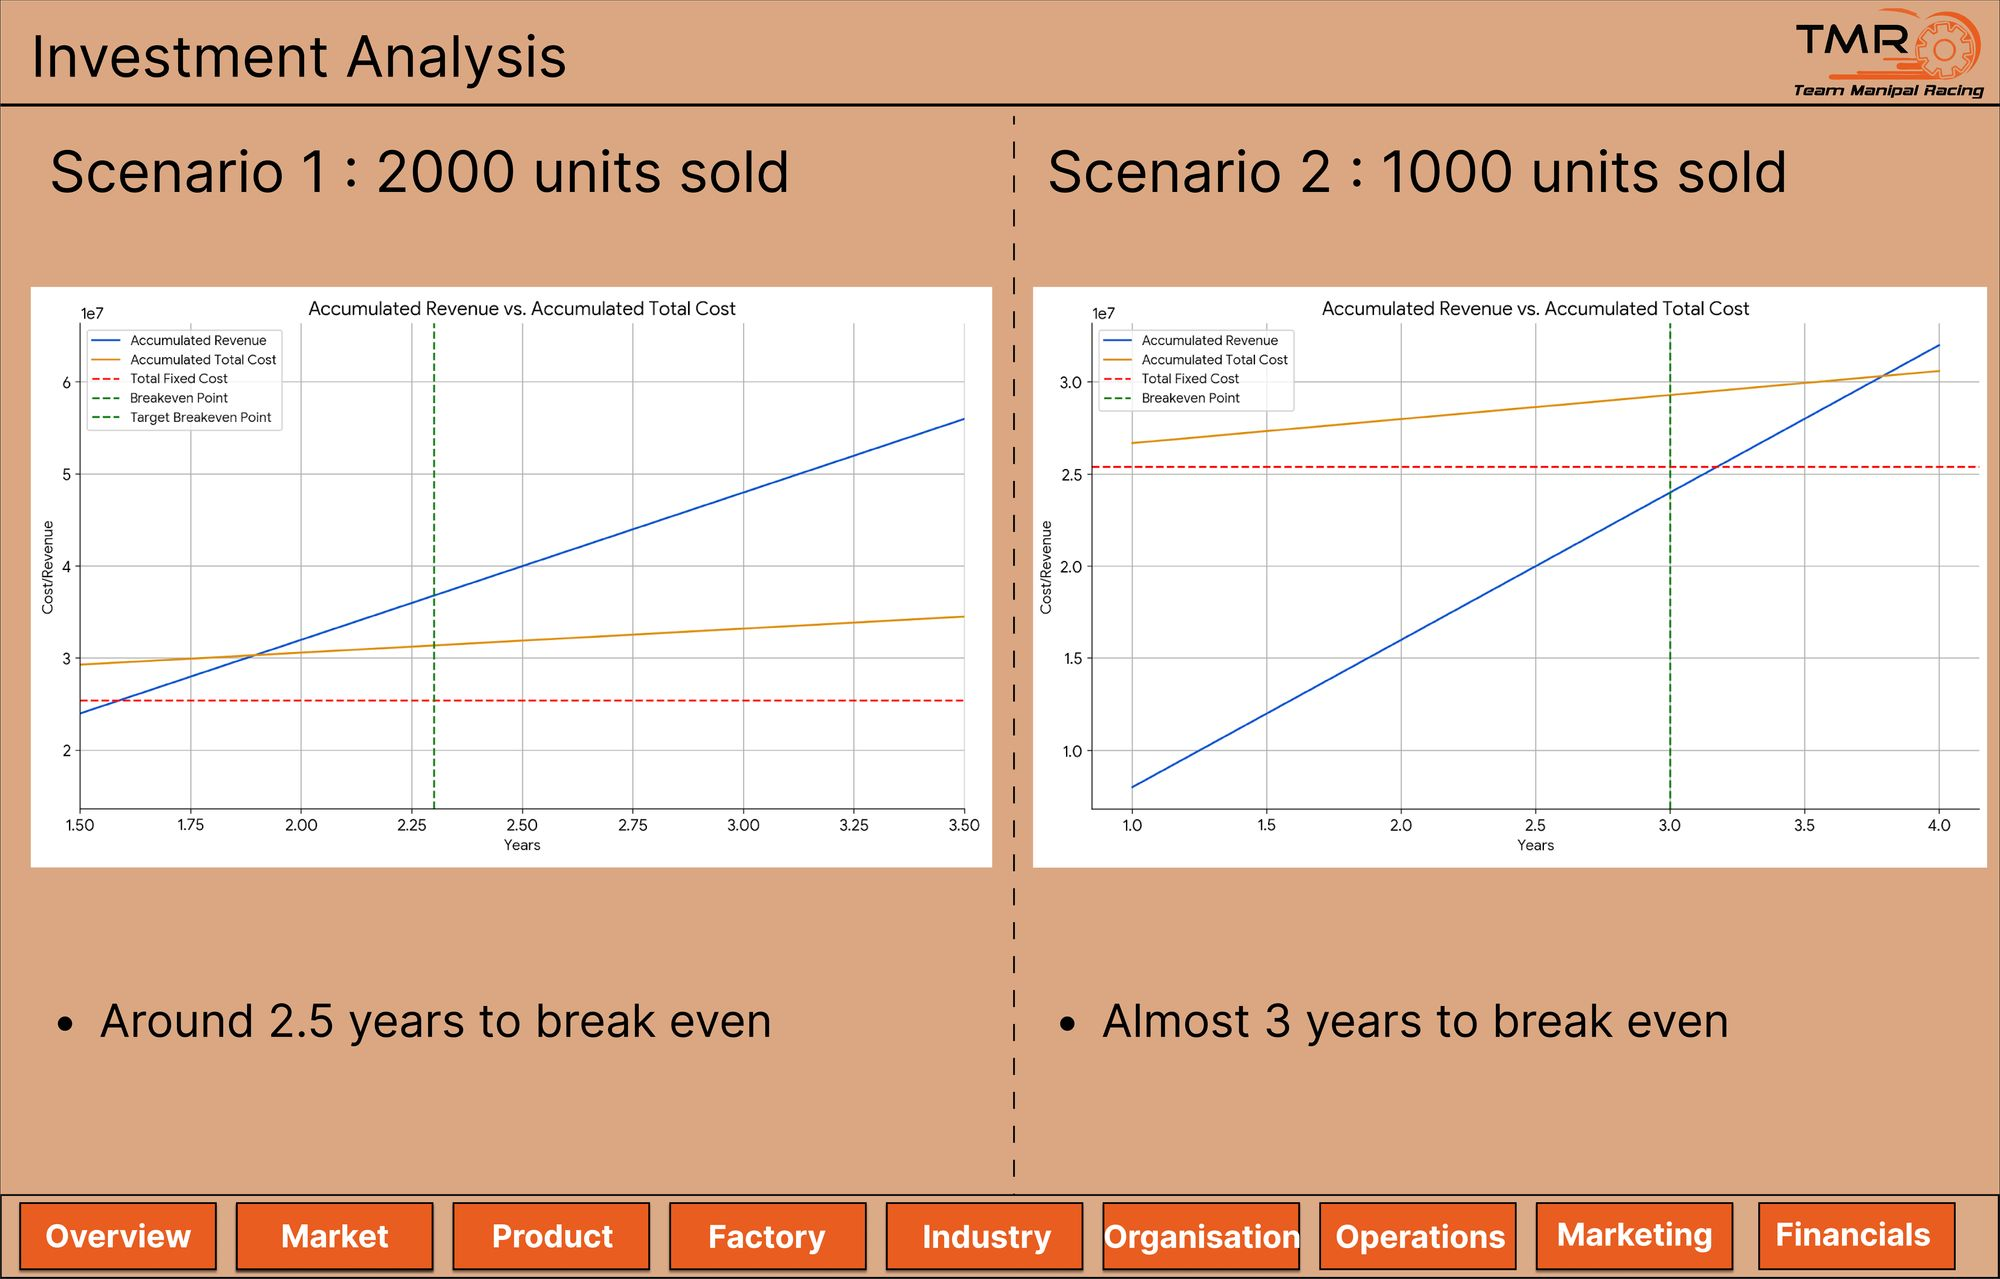 Investment Analysis
TMR
Team Manipal Racing
Scenario 1 : 2000 units sold
Accumulated Revenue vs. Accumulated Total Cost
1e7
Accumulated Revenue
Accumulated Total Cost
Total Fixed Cost
Breakeven Point
Target Breakeven Point
6
5
4
3
2
Cost/Revenue
1.50 1.75 2.00 2.25 2.50 2.75 3.00 3.25 3.50
Years
Around 2.5 years to break even
Scenario 2 : 1000 units sold
Accumulated Revenue vs. Accumulated Total Cost
1e7
Accumulated Revenue
Accumulated Total Cost
Total Fixed Cost
Breakeven Point
3.0
2.5
2.0
1.5
1.0
Cost/Revenue
1.0 1.5 2.0 2.5 3.0 3.5 4.0
Years
Almost 3 years to break even
Overview Market Product Factory Industry Organisation Operations Marketing Financials